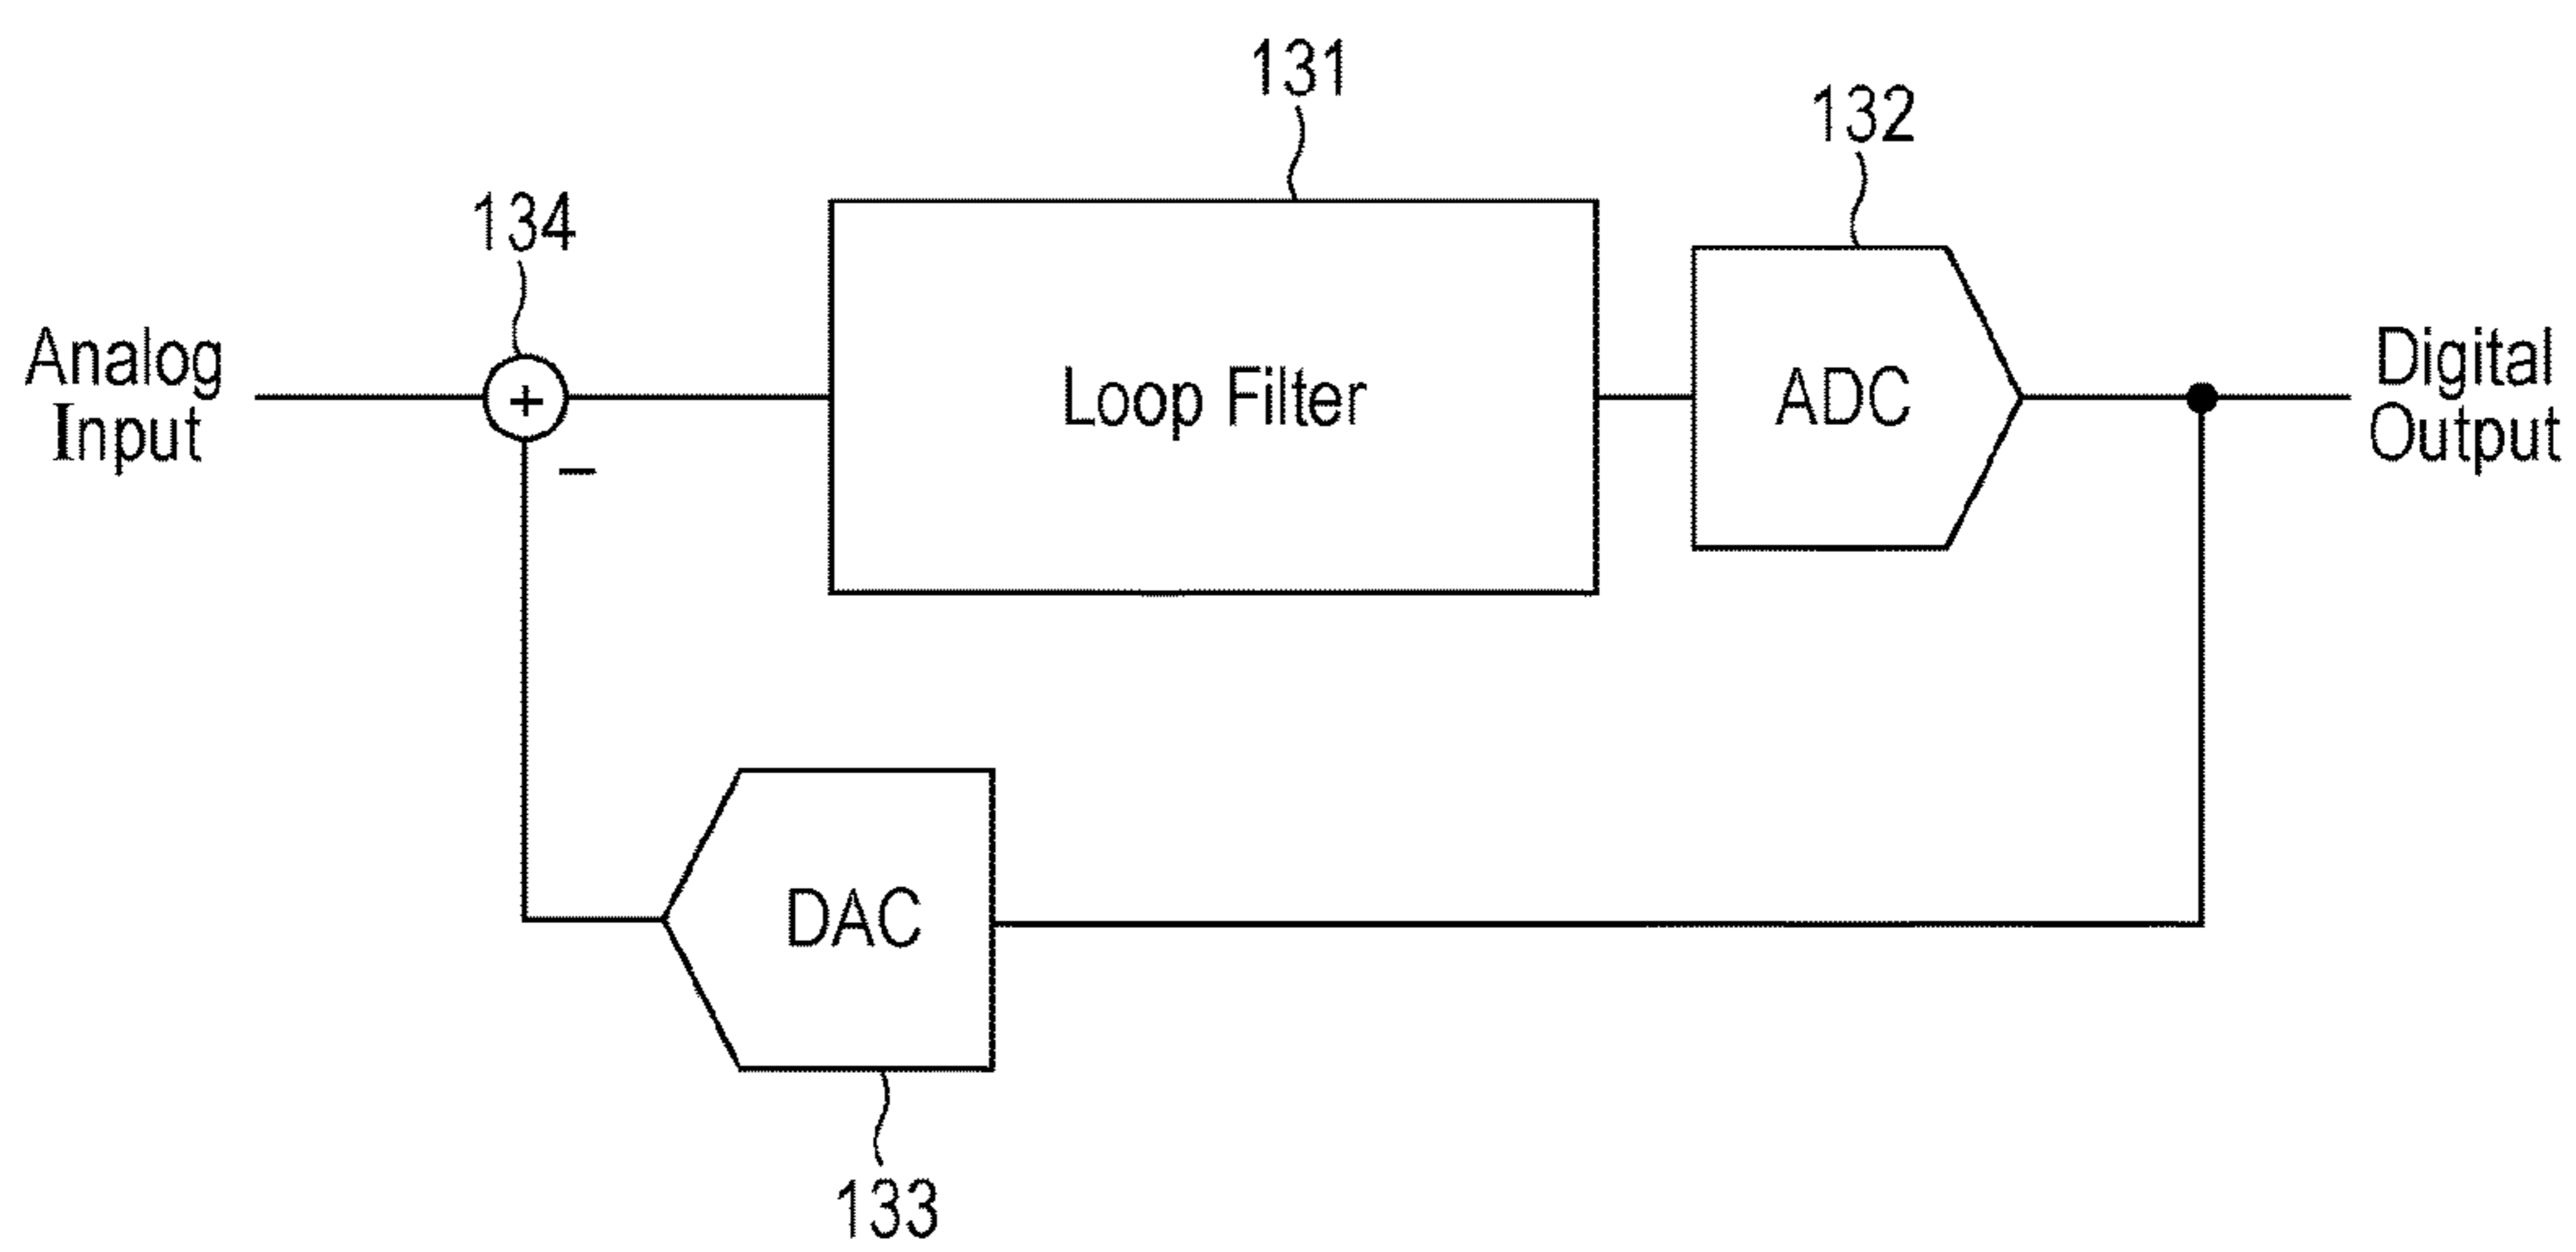 131
132
134
Analog
Input
+
−
Loop Filter
ADC
Digital
Output
DAC
133